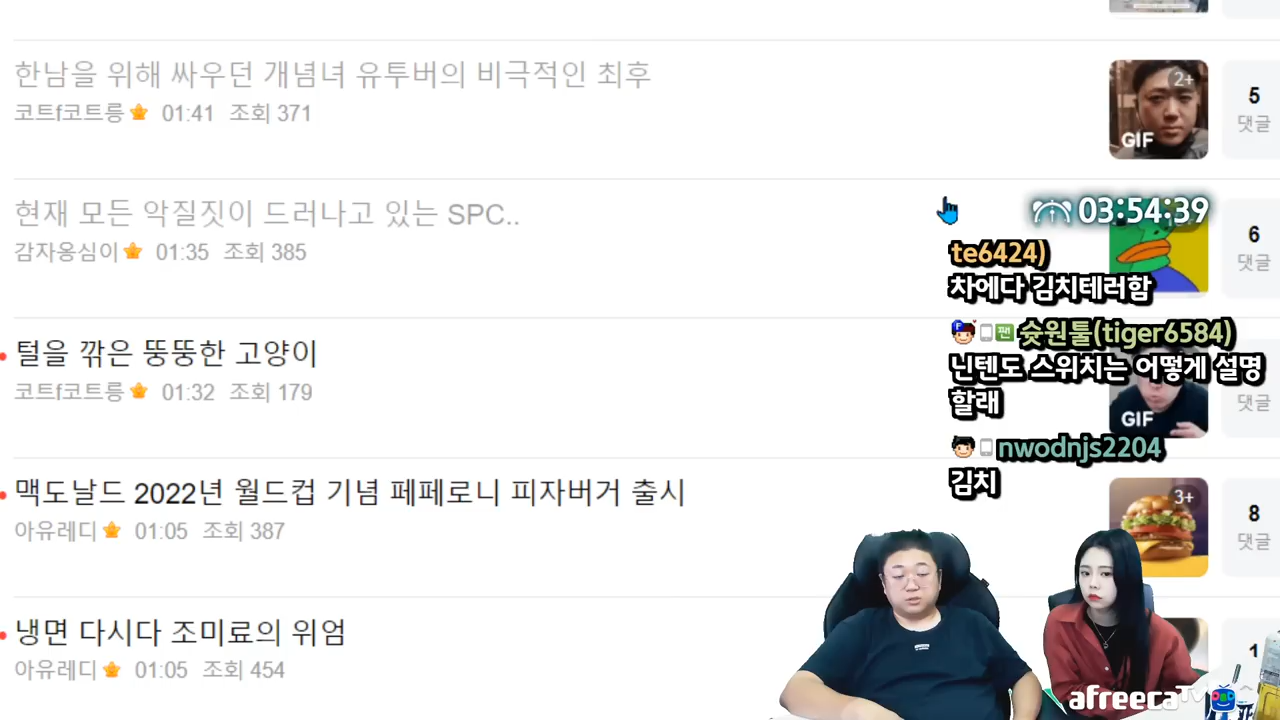 한남을 위해 싸우던 개념녀 유투버의 비극적인 최후
코트f코트릉 01:41 조회 371
2+
GIF
5
댓글
현재 모든 악질짓이 드러나고 있는 SPC..
감자옹심이 01:35 조회 385
6
댓글
03:54:39
te6424)
차에다 김치테러함
슛원툴(tiger6584)
닌텐도 스위치는 어떻게 설명
할래
nwodnjs2204
김치
털을 깎은 뚱뚱한 고양이
코트f코트릉 01:32 조회 179
GIF
댓글
맥도날드 2022년 월드컵 기념 페페로니 피자버거 출시
아유레디 01:05 조회 387
3+
8
댓글
냉면 다시다 조미료의 위엄
아유레디 01:05 조회 454
1
afreecaTV